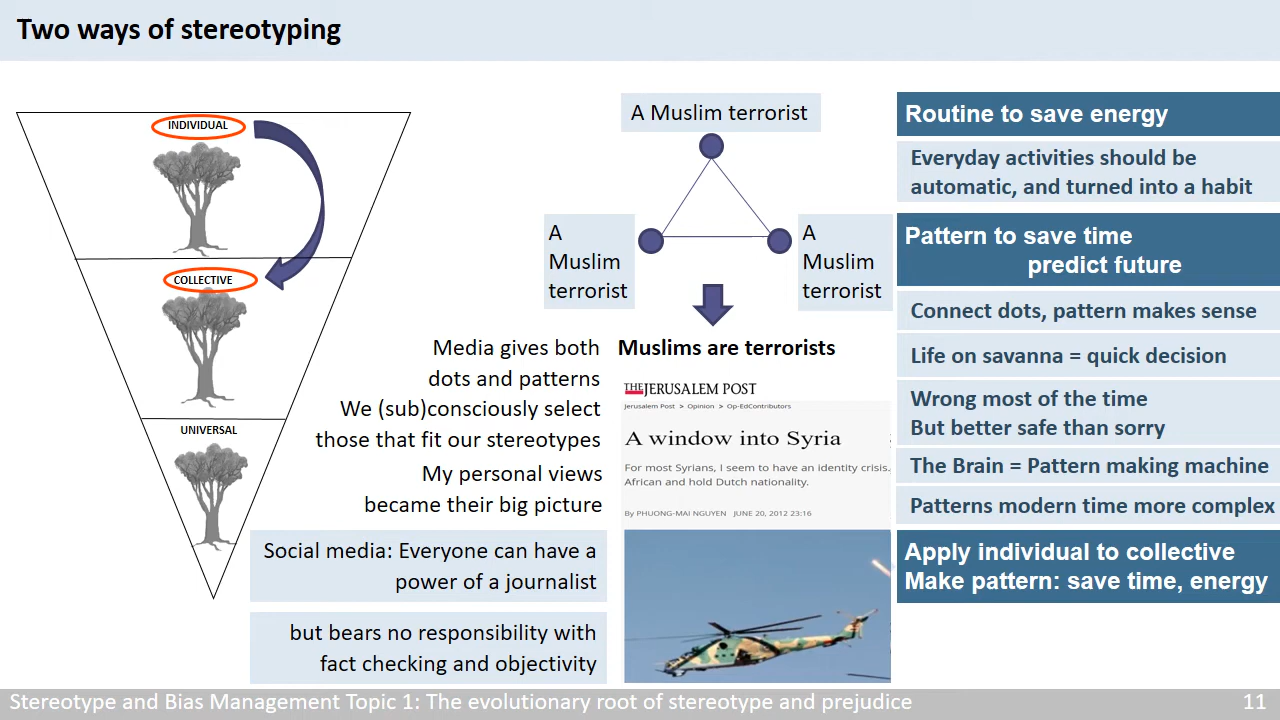 Two ways of stereotyping
INDIVIDUAL
COLLECTIVE
UNIVERSAL
A Muslim terrorist
A
Muslim
terrorist
A
Muslim
terrorist
Muslims are terrorists
Media gives both
dots and patterns
We (sub)consciously select
those that fit our stereotypes
My personal views
became their big picture
Social media: Everyone can have a
power of a journalist
but bears no responsibility with
fact checking and objectivity
THE JERUSALEM POST
Jerusalem Post > Opinion > Op-EdContributors
A window into Syria
For most Syrians, I seem to have an identity crisis.
African and hold Dutch nationality.
By PHUONG-MAI NGUYEN JUNE 20, 2012 23:16
Routine to save energy
Everyday activities should be
automatic, and turned into a habit
Pattern to save time
predict future
Connect dots, pattern makes sense
Life on savanna = quick decision
Wrong most of the time
But better safe than sorry
The Brain = Pattern making machine
Patterns modern time more complex
Apply individual to collective
Make pattern: save time, energy
Stereotype and Bias Management Topic 1: The evolutionary root of stereotype and prejudice
11